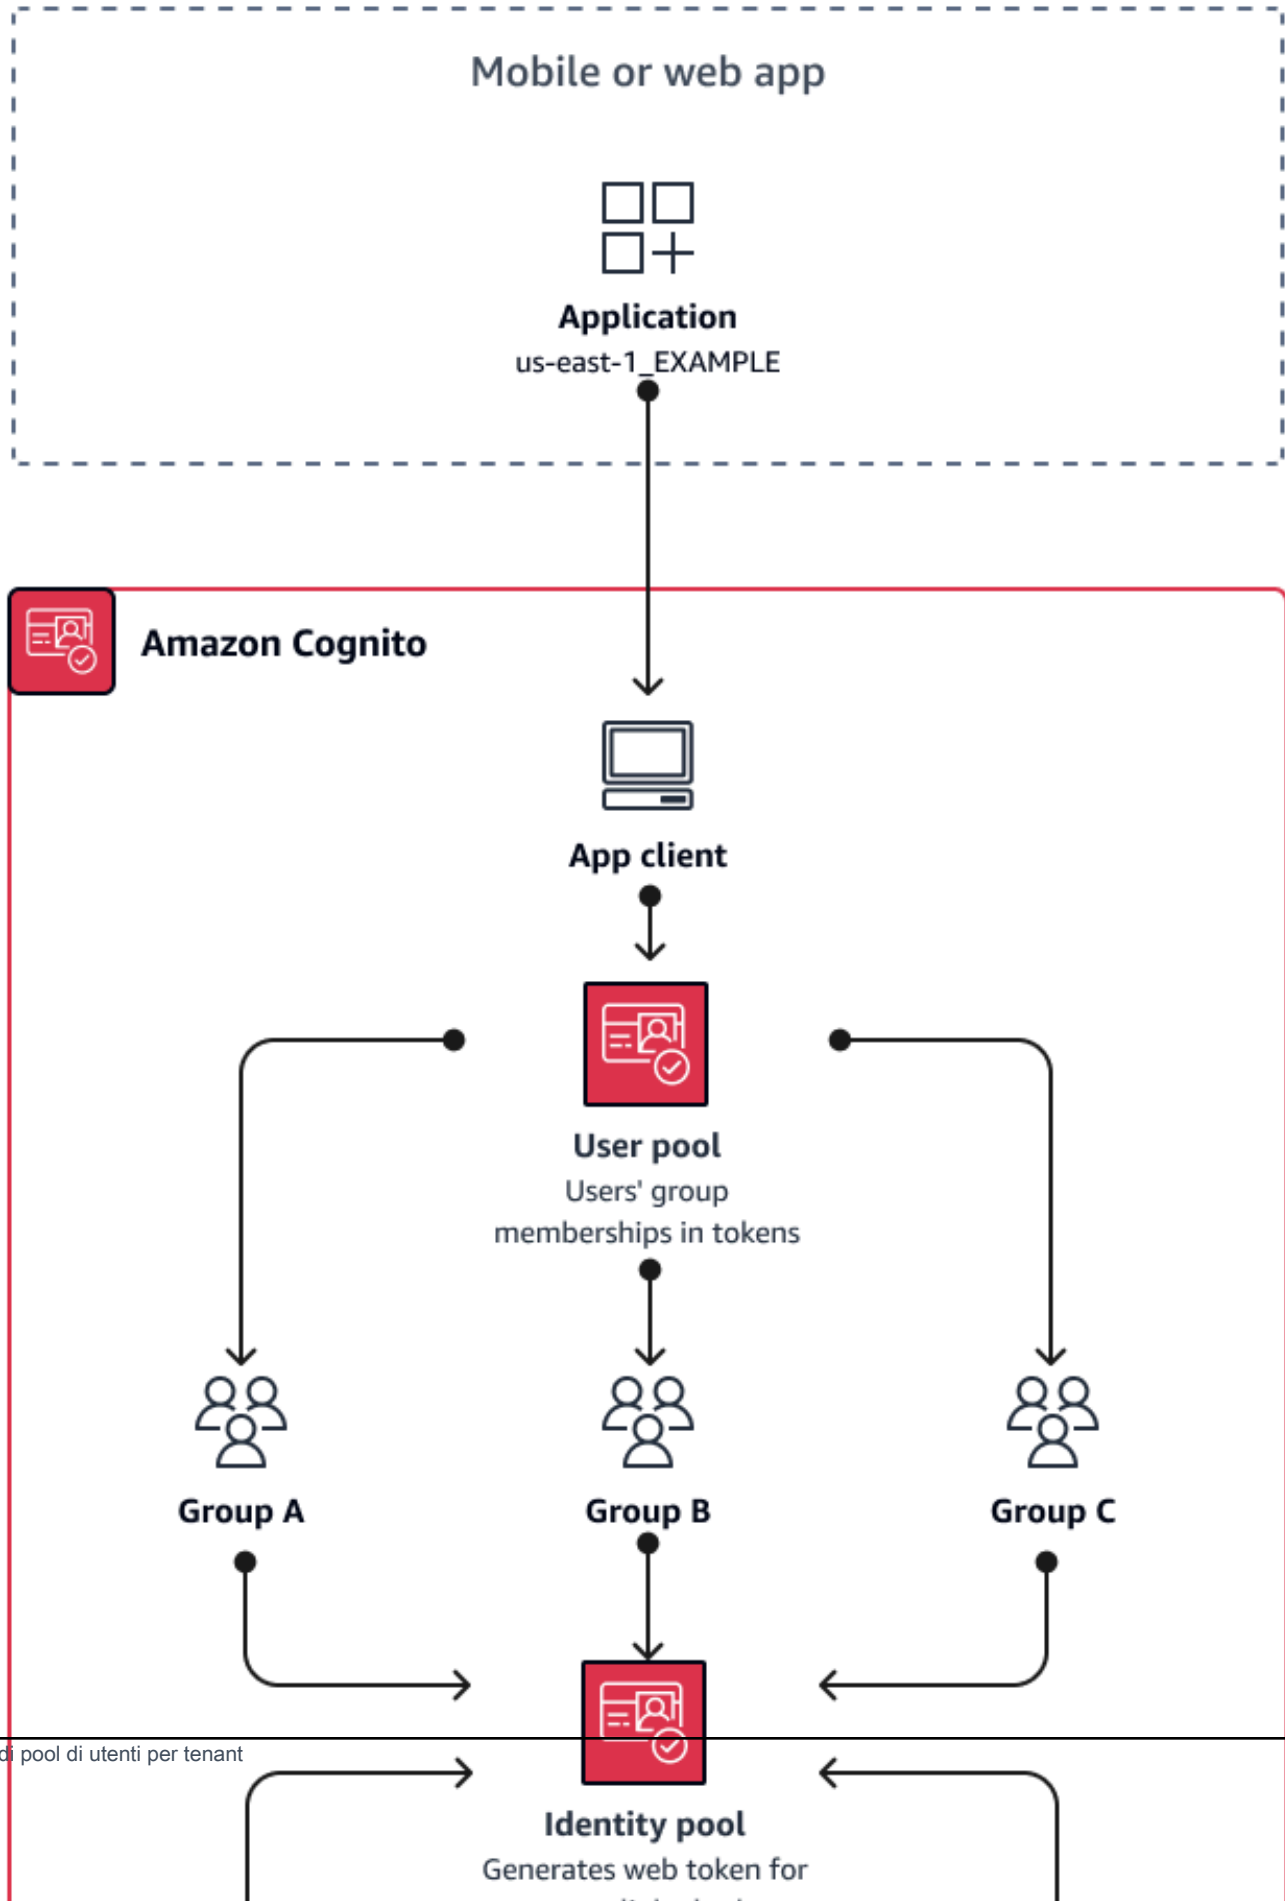 Mobile or web app
Application
us-east-1_EXAMPLE
Amazon Cognito
App client
User pool
Users' group
memberships in tokens
Group A
Group B
Group C
di pool di utenti per tenant
Identity pool
Generates web token for